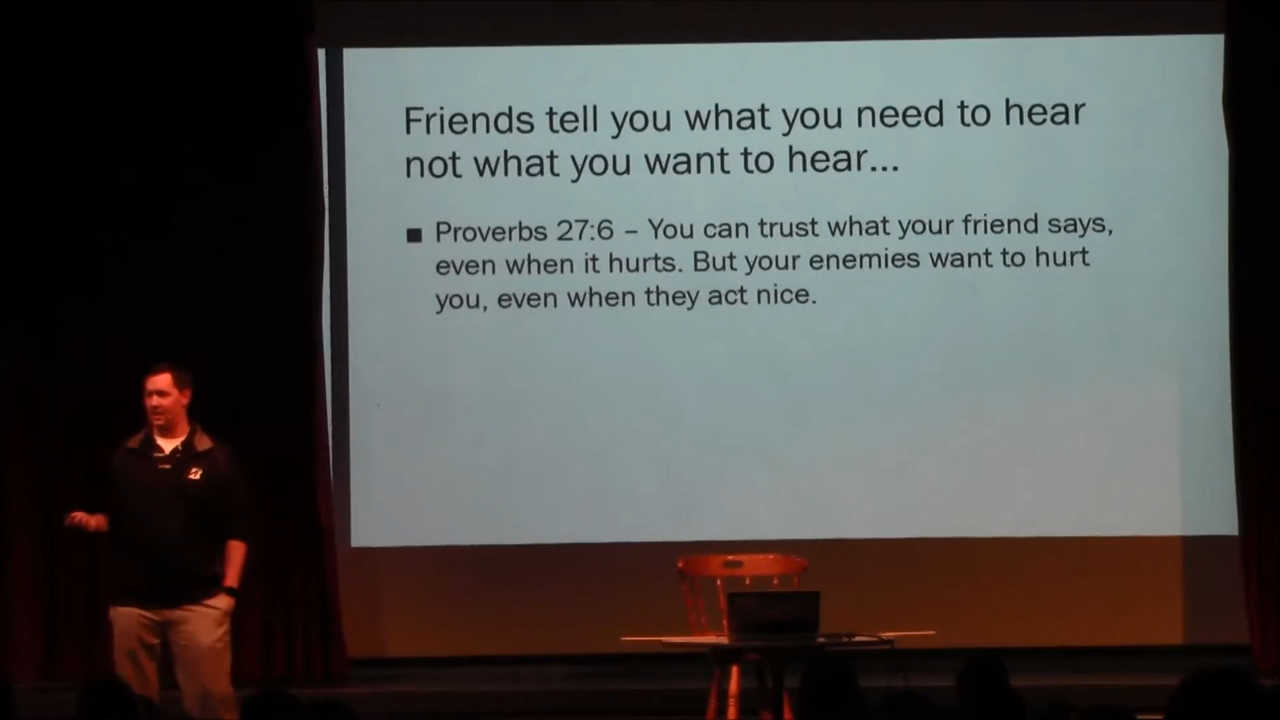 Friends tell you what you need to hear
not what you want to hear...
■ Proverbs 27:6 – You can trust what your friend says,
even when it hurts. But your enemies want to hurt
you, even when they act nice.